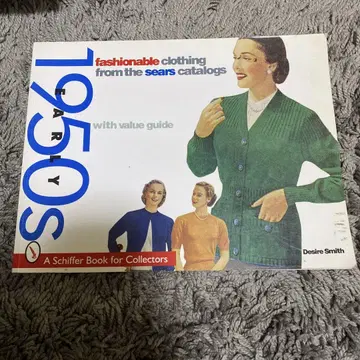 fashionable clothing
from the sears catalogs
early 1950s
with value guide
Desire Smith
A Schiffer Book for Collectors